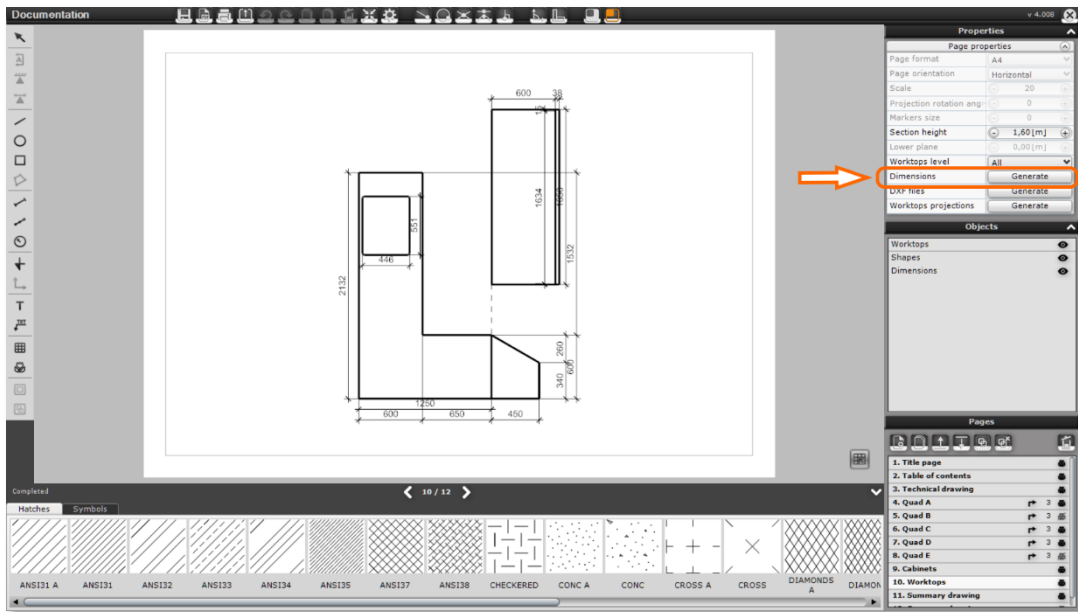 Documentation
v 4.008
Properties
Page properties
Page format A4
Page orientation Horizontal
Scale 20
Projection rotation ang 0
Markers size 0
Section height 1,60[m]
Lower plane 0,00[m]
Worktops level All
Dimensions Generate
DXF files Generate
Worktops projections Generate
Objects
Worktops
Shapes
Dimensions
600 38
15
1634
1650
1532
551
446
2132
260
600
340
1250
600 650 450
A
T
TXT
Pages
1. Title page
2. Table of contents
3. Technical drawing
4. Quad A 3
5. Quad B 3
6. Quad C 3
7. Quad D 3
8. Quad E 3
9. Cabinets
10. Worktops
11. Summary drawing
Completed
10 / 12
Hatches Symbols
ANSI31 A ANSI31 ANSI32 ANSI33 ANSI34 ANSI35 ANSI37 ANSI38 CHECKERED CONC A CONC CROSS A CROSS DIAMONDS A DIAMON